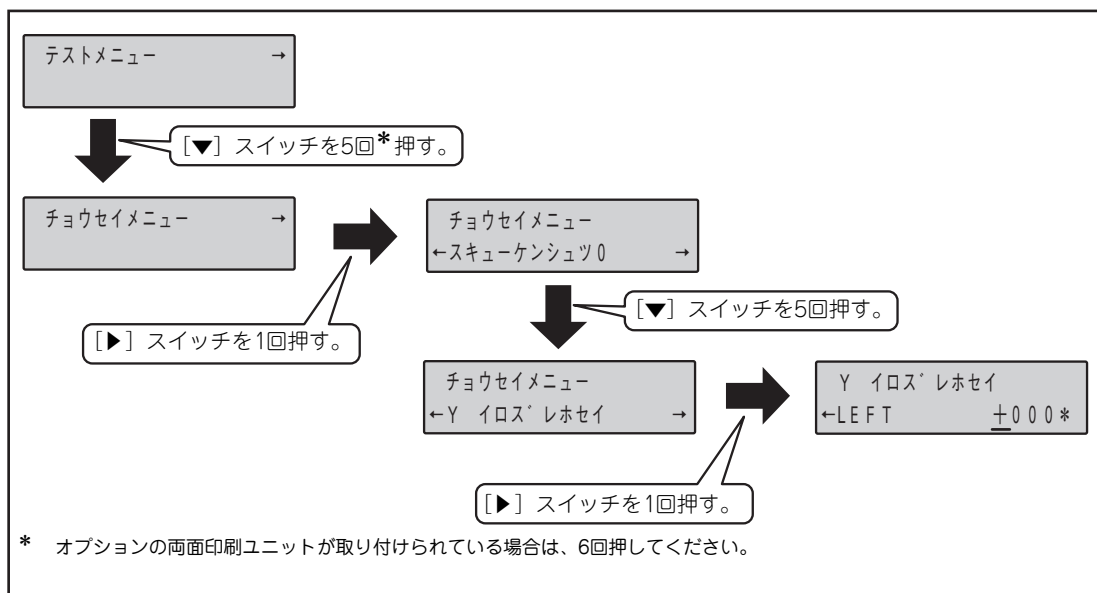 テストメニュー →
[▼] スイッチを5回*押す。
チョウセイメニュー →
チョウセイメニュー
←スキューケンシュツ0 →
[▶] スイッチを1回押す。
[▼] スイッチを5回押す。
チョウセイメニュー
←Y イロズレホセイ →
Y イロズレホセイ
←LEFT +000*
[▶] スイッチを1回押す。
* オプションの両面印刷ユニットが取り付けられている場合は、6回押してください。